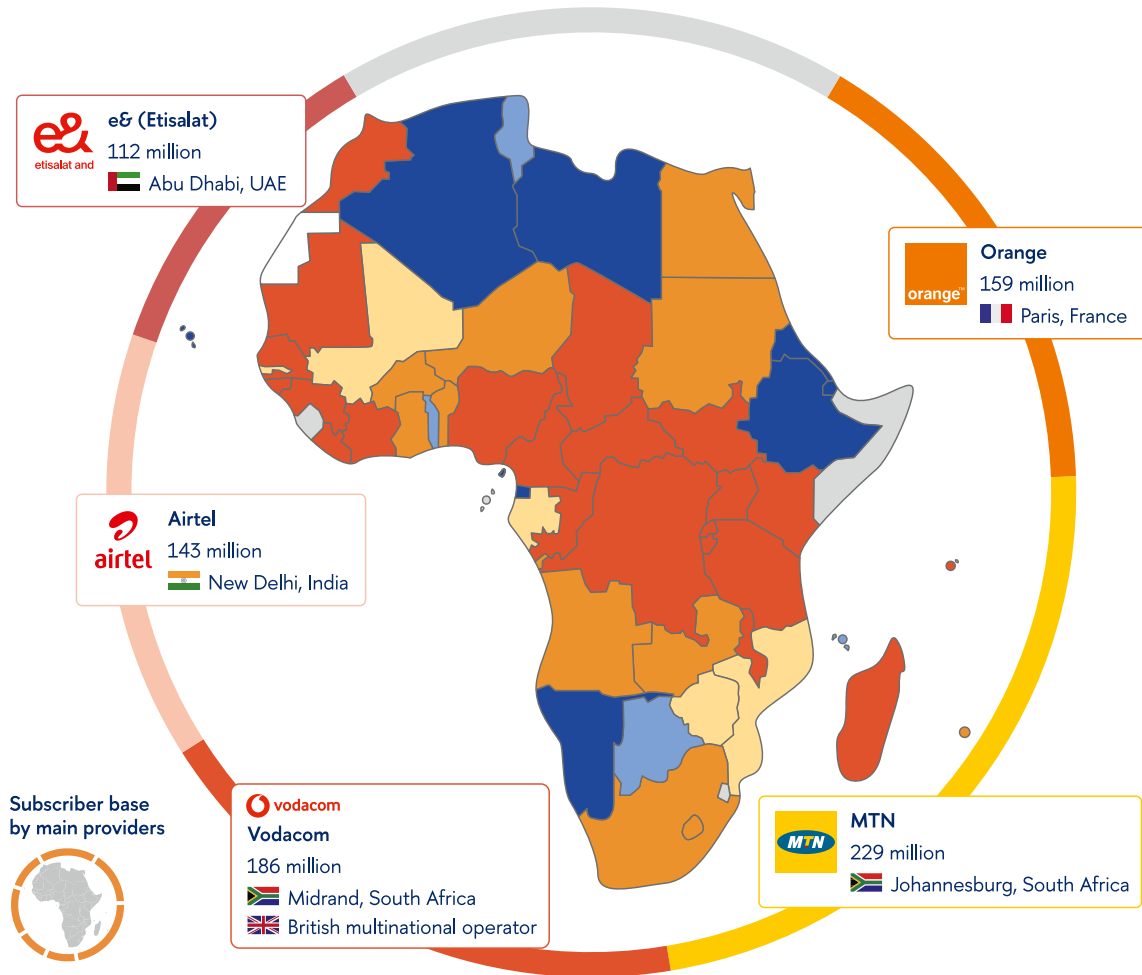 e&
etisalat and
e& (Etisalat)
112 million
Abu Dhabi, UAE
orange™
Orange
159 million
Paris, France
airtel
Airtel
143 million
New Delhi, India
vodacom
Vodacom
186 million
Midrand, South Africa
British multinational operator
MTN
MTN
229 million
Johannesburg, South Africa
Subscriber base
by main providers